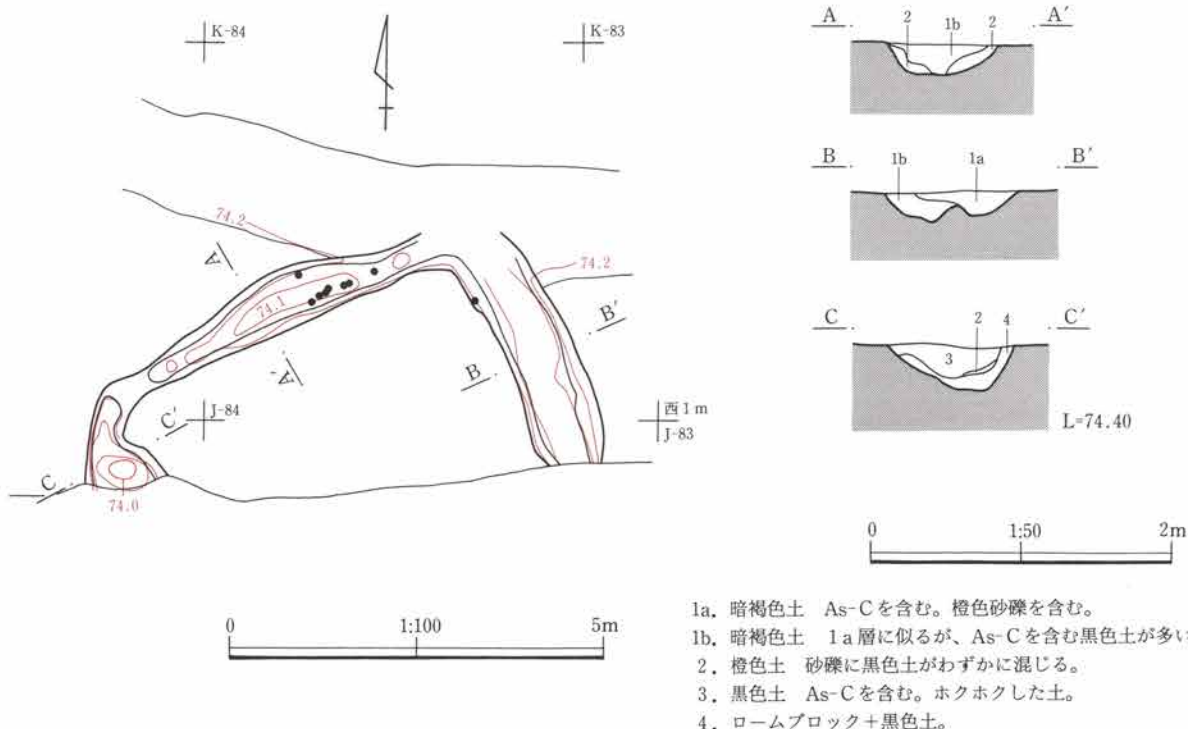 K-84
K-83
74.2
74.1
74.2
A
A′
B
B′
C
C′
J-84
西1m
J-83
74.0
A
2
1b
2
A′
B
1b
1a
B′
C
2
4
C′
3
L=74.40
0
1:100
5m
0
1:50
2m
1a. 暗褐色土 As-Cを含む。橙色砂礫を含む。
1b. 暗褐色土 1a層に似るが、As-Cを含む黒色土が多い
2. 橙色土 砂礫に黒色土がわずかに混じる。
3. 黒色土 As-Cを含む。ホクホクした土。
4. ロームブロック＋黒色土。